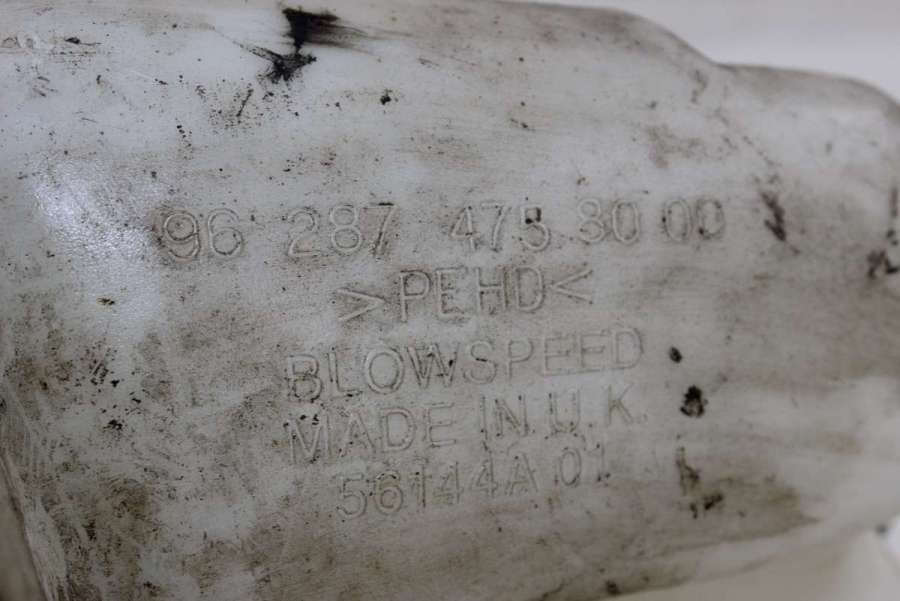 96 287 475 80 00
>PEHD<
BLOWSPEED
MADE IN U.K.
56144A 01